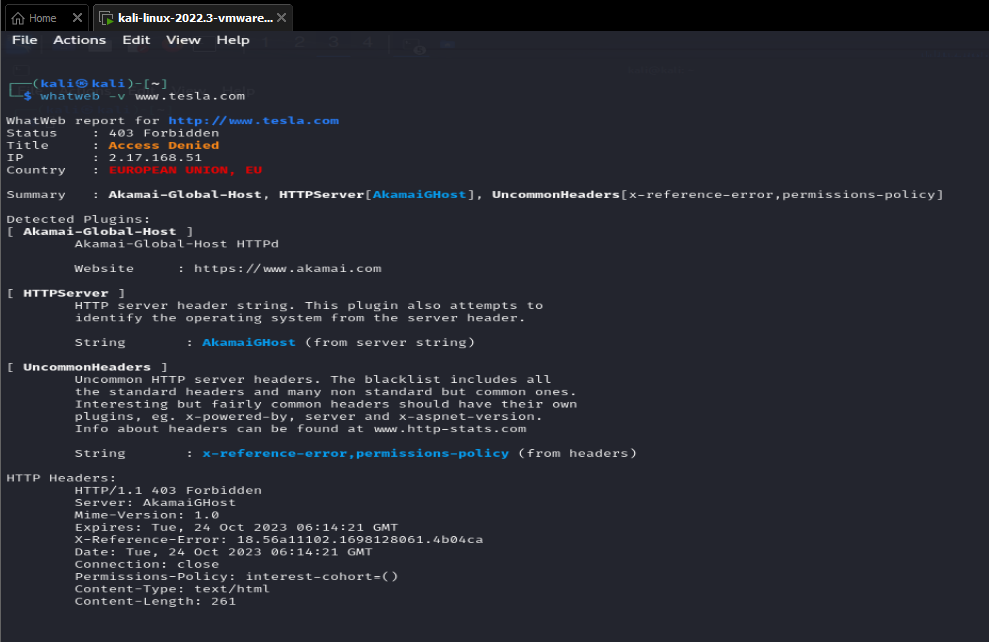 Home
kali-linux-2022.3-vmware...
File Actions Edit View Help
(kali㉿kali)-[~]
$ whatweb -v www.tesla.com
WhatWeb report for http://www.tesla.com
Status : 403 Forbidden
Title : Access Denied
IP : 2.17.168.51
Country : EUROPEAN UNION, EU
Summary : Akamai-Global-Host, HTTPServer[AkamaiGHost], UncommonHeaders[x-reference-error,permissions-policy]
Detected Plugins:
[ Akamai-Global-Host ]
Akamai-Global-Host HTTPd
Website : https://www.akamai.com
[ HTTPServer ]
HTTP server header string. This plugin also attempts to
identify the operating system from the server header.
String : AkamaiGHost (from server string)
[ UncommonHeaders ]
Uncommon HTTP server headers. The blacklist includes all
the standard headers and many non standard but common ones.
Interesting but fairly common headers should have their own
plugins, eg. x-powered-by, server and x-aspnet-version.
Info about headers can be found at www.http-stats.com
String : x-reference-error,permissions-policy (from headers)
HTTP Headers:
HTTP/1.1 403 Forbidden
Server: AkamaiGHost
Mime-Version: 1.0
Expires: Tue, 24 Oct 2023 06:14:21 GMT
X-Reference-Error: 18.56a11102.1698128061.4b04ca
Date: Tue, 24 Oct 2023 06:14:21 GMT
Connection: close
Permissions-Policy: interest-cohort=()
Content-Type: text/html
Content-Length: 261